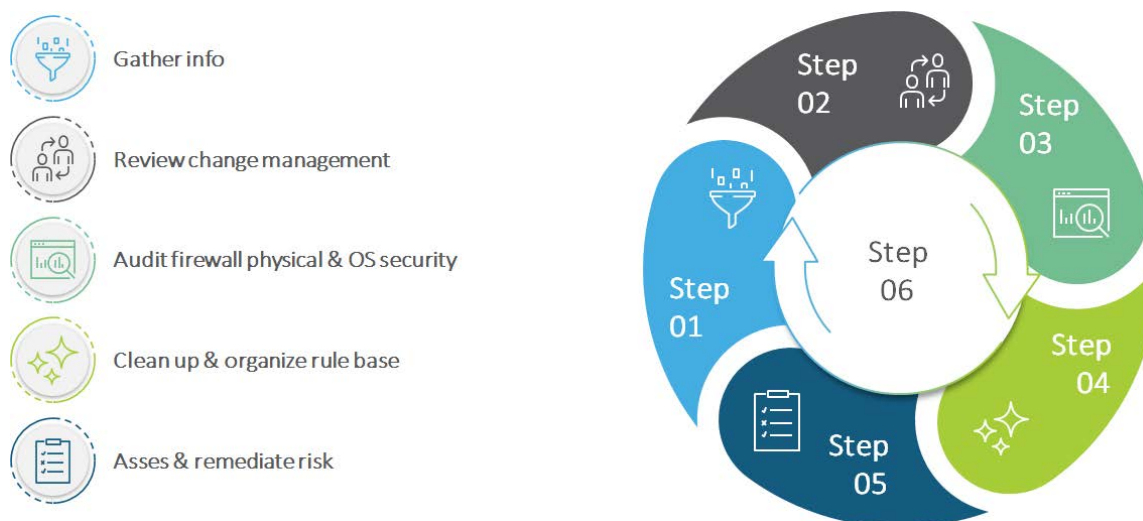 Gather info
Review change management
Audit firewall physical & OS security
Clean up & organize rule base
Asses & remediate risk
Step
01
Step
02
Step
03
Step
04
Step
05
Step
06